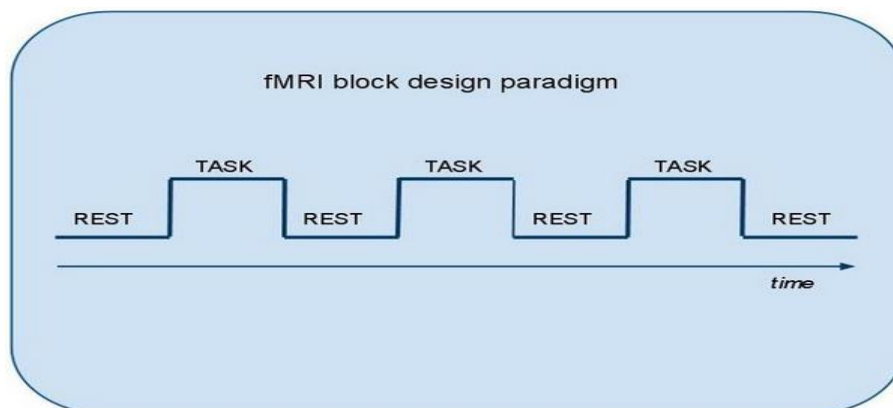 fMRI block design paradigm
TASK TASK TASK
REST REST REST REST
time